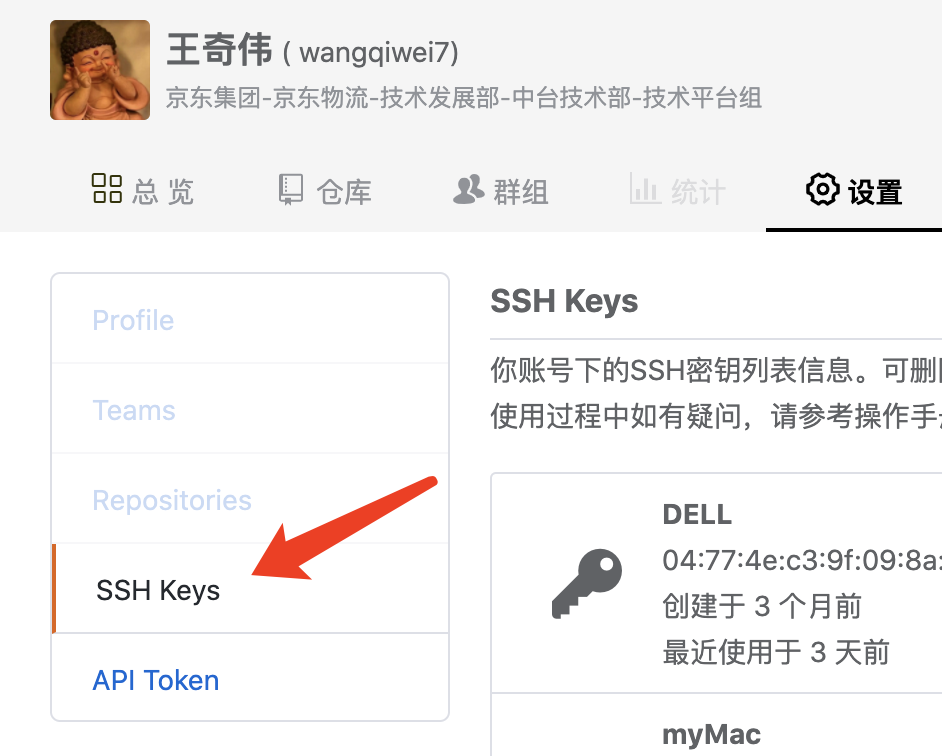 王奇伟 ( wangqiwei7)
京东集团-京东物流-技术发展部-中台技术部-技术平台组
总 览 仓库 群组 统计 设置
Profile
Teams
Repositories
SSH Keys
API Token
SSH Keys
你账号下的SSH密钥列表信息。可删
使用过程中如有疑问，请参考操作手
DELL
04:77:4e:c3:9f:09:8a:
创建于 3 个月前
最近使用于 3 天前
myMac